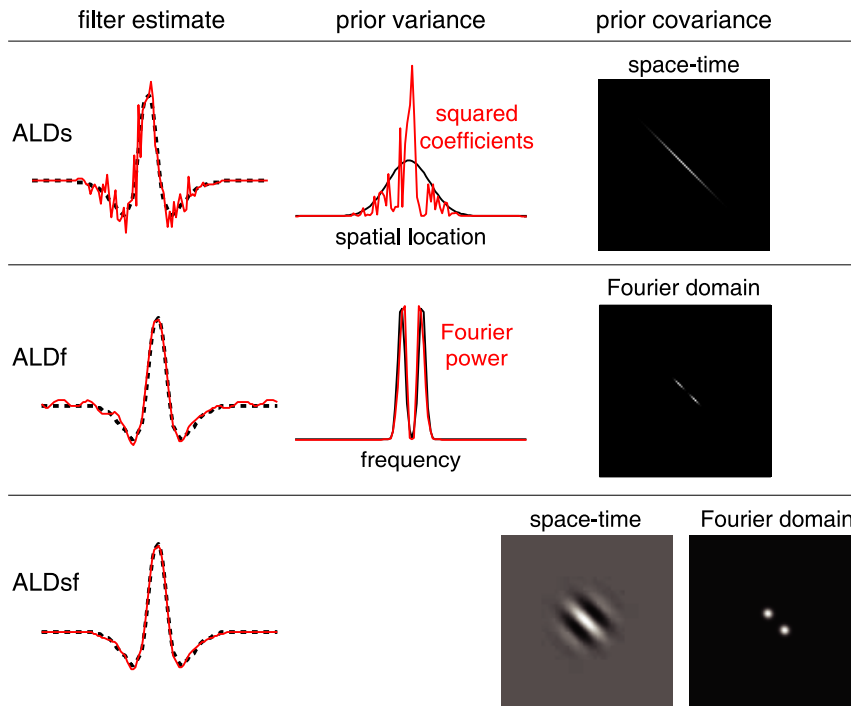 filter estimate prior variance prior covariance
space-time
ALDs
squared
coefficients
spatial location
Fourier domain
ALDf
Fourier
power
frequency
space-time Fourier domain
ALDsf